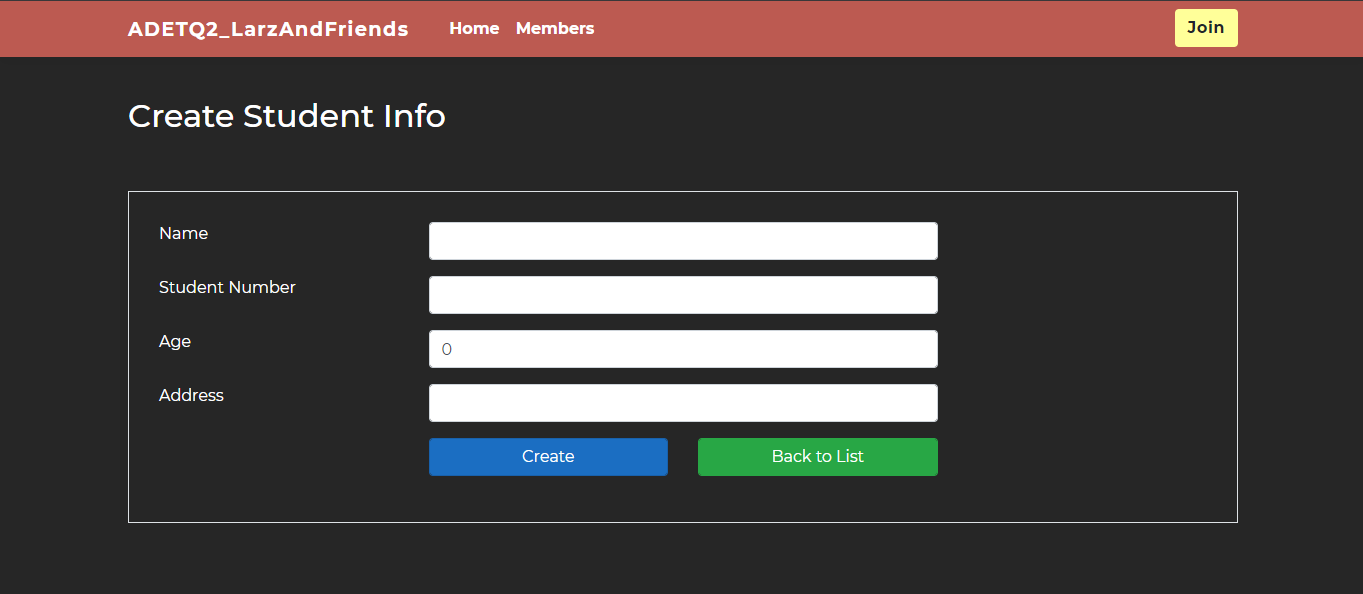 ADETQ2_LarzAndFriends Home Members Join
Create Student Info
Name
Student Number
Age 0
Address
Create Back to List